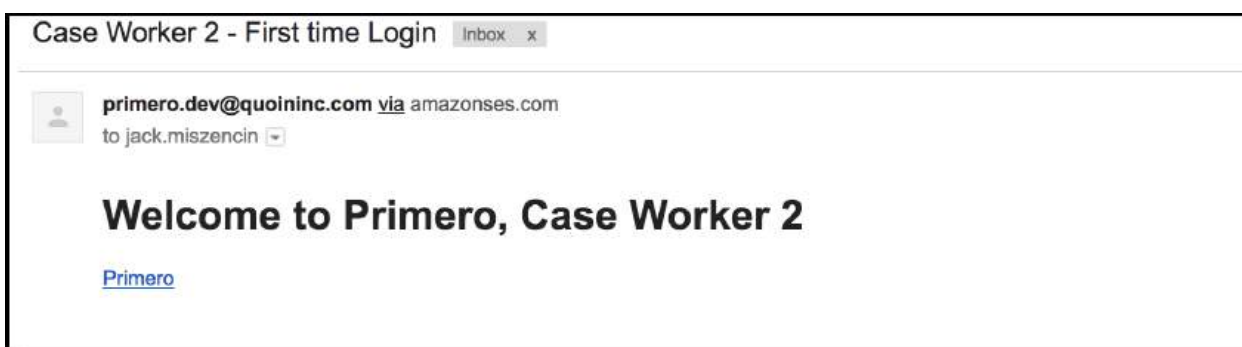 Case Worker 2 - First time Login Inbox x
primero.dev@quoininc.com via amazonses.com
to jack.miszencin
Welcome to Primero, Case Worker 2
Primero